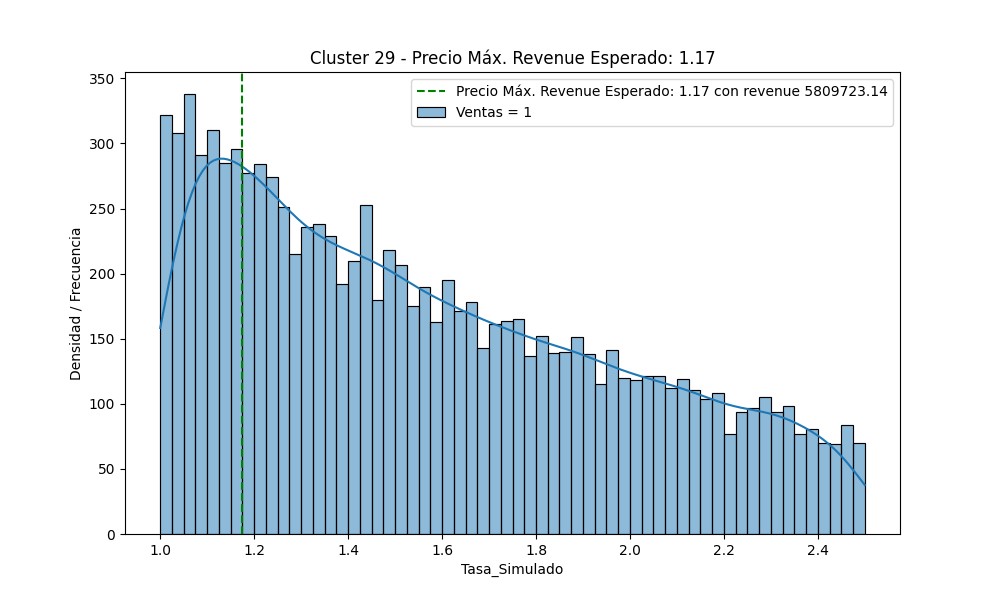 Cluster 29 - Precio Máx. Revenue Esperado: 1.17
Precio Máx. Revenue Esperado: 1.17 con revenue 5809723.14
Ventas = 1
350
300
250
200
150
100
50
0
Densidad / Frecuencia
1.0 1.2 1.4 1.6 1.8 2.0 2.2 2.4
Tasa_Simulado